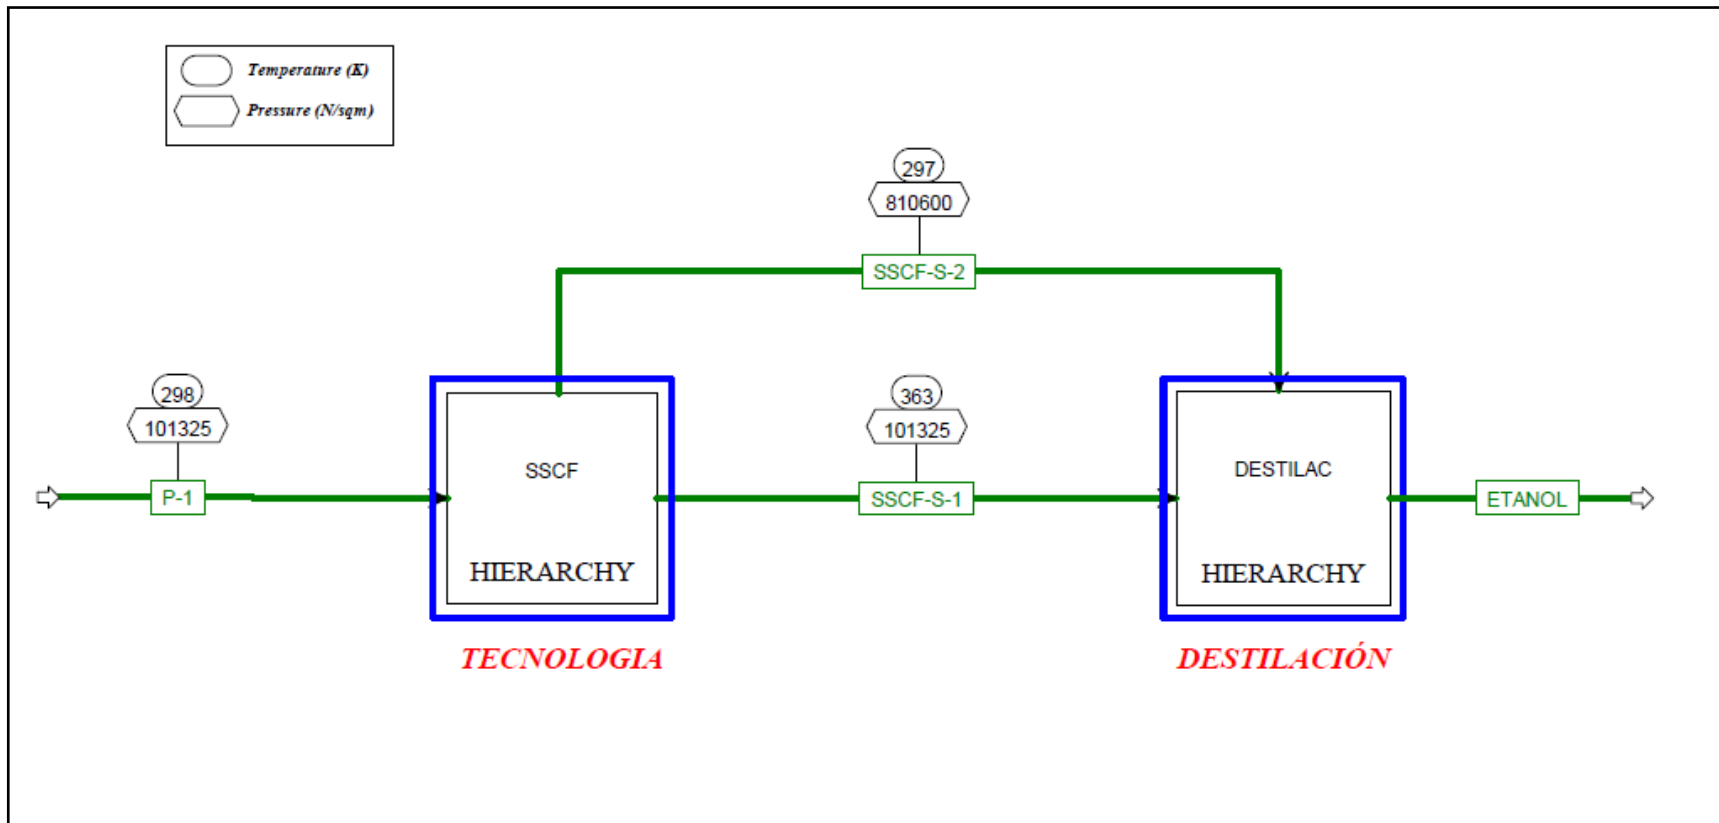 Temperature (K)
Pressure (N/sqm)
297
810600
SSCF-S-2
298
101325
P-1
363
101325
SSCF-S-1
SSCF
HIERARCHY
TECNOLOGIA
DESTILAC
HIERARCHY
DESTILACIÓN
ETANOL